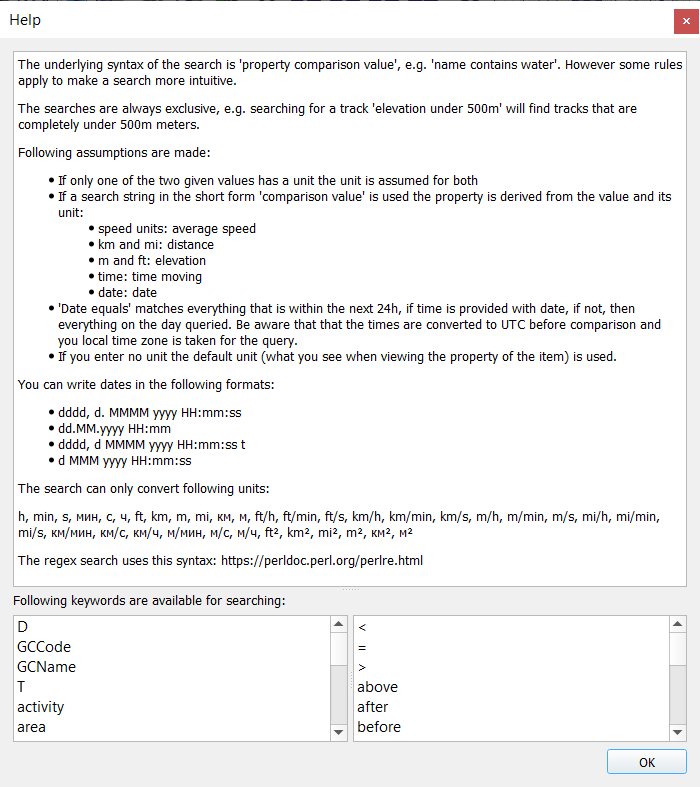 Help
The underlying syntax of the search is 'property comparison value', e.g. 'name contains water'. However some rules
apply to make a search more intuitive.
The searches are always exclusive, e.g. searching for a track 'elevation under 500m' will find tracks that are
completely under 500m meters.
Following assumptions are made:
• If only one of the two given values has a unit the unit is assumed for both
• If a search string in the short form 'comparison value' is used the property is derived from the value and its
unit:
• speed units: average speed
• km and mi: distance
• m and ft: elevation
• time: time moving
• date: date
• 'Date equals' matches everything that is within the next 24h, if time is provided with date, if not, then
everything on the day queried. Be aware that that the times are converted to UTC before comparison and
you local time zone is taken for the query.
• If you enter no unit the default unit (what you see when viewing the property of the item) is used.
You can write dates in the following formats:
• dddd, d. MMMM yyyy HH:mm:ss
• dd.MM.yyyy HH:mm
• dddd, d MMMM yyyy HH:mm:ss t
• d MMM yyyy HH:mm:ss
The search can only convert following units:
h, min, s, мин, с, ч, ft, km, m, mi, км, м, ft/h, ft/min, ft/s, km/h, km/min, km/s, m/h, m/min, m/s, mi/h, mi/min,
mi/s, км/мин, км/с, км/ч, м/мин, м/с, м/ч, ft², km², mi², m², км², м²
The regex search uses this syntax: https://perldoc.perl.org/perlre.html
Following keywords are available for searching:
D
GCCode
GCName
T
activity
area
<
=
>
above
after
before
OK